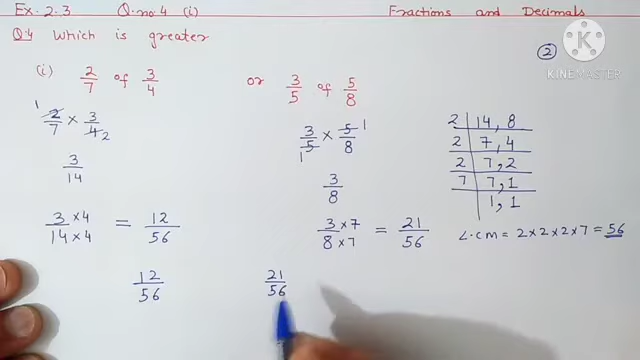 Ex. 2.3 Q.no.4 (i) Fractions and Decimals
Q.4 Which is greater
(2)
KINEMASTER
(i) 2/7 of 3/4 or 3/5 of 5/8
1 2/7 × 3/4 2
3/5 1 × 5/8 1
3/14
3/8
3 × 4 / 14 × 4 = 12/56
3 × 7 / 8 × 7 = 21/56
2 | 14, 8
2 | 7, 4
2 | 7, 2
7 | 7, 1
1, 1
L.CM = 2 × 2 × 2 × 7 = 56
12/56 21/56